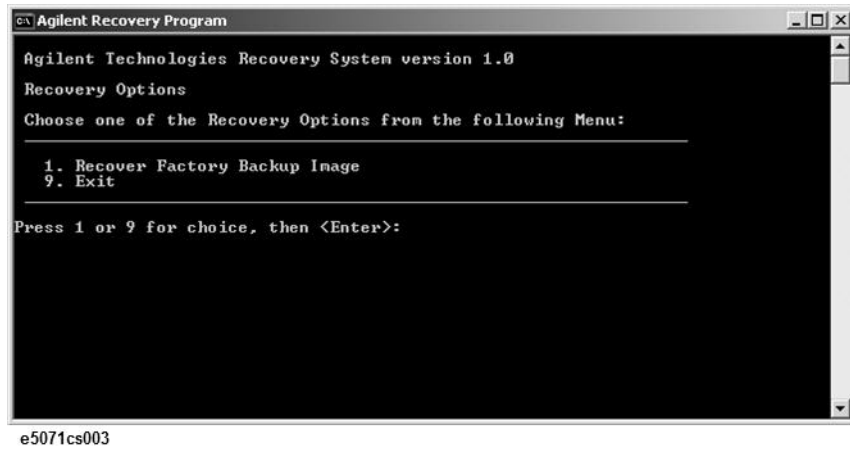 Agilent Recovery Program
Agilent Technologies Recovery System version 1.0
Recovery Options
Choose one of the Recovery Options from the following Menu:
1. Recover Factory Backup Image
9. Exit
Press 1 or 9 for choice, then <Enter>:
e5071cs003